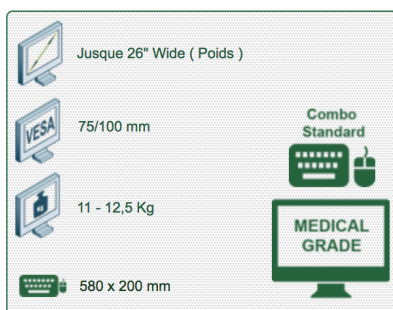 Jusque 26" Wide ( Poids )
VESA
75/100 mm
Combo
Standard
KG
11 - 12,5 Kg
MEDICAL
GRADE
580 x 200 mm